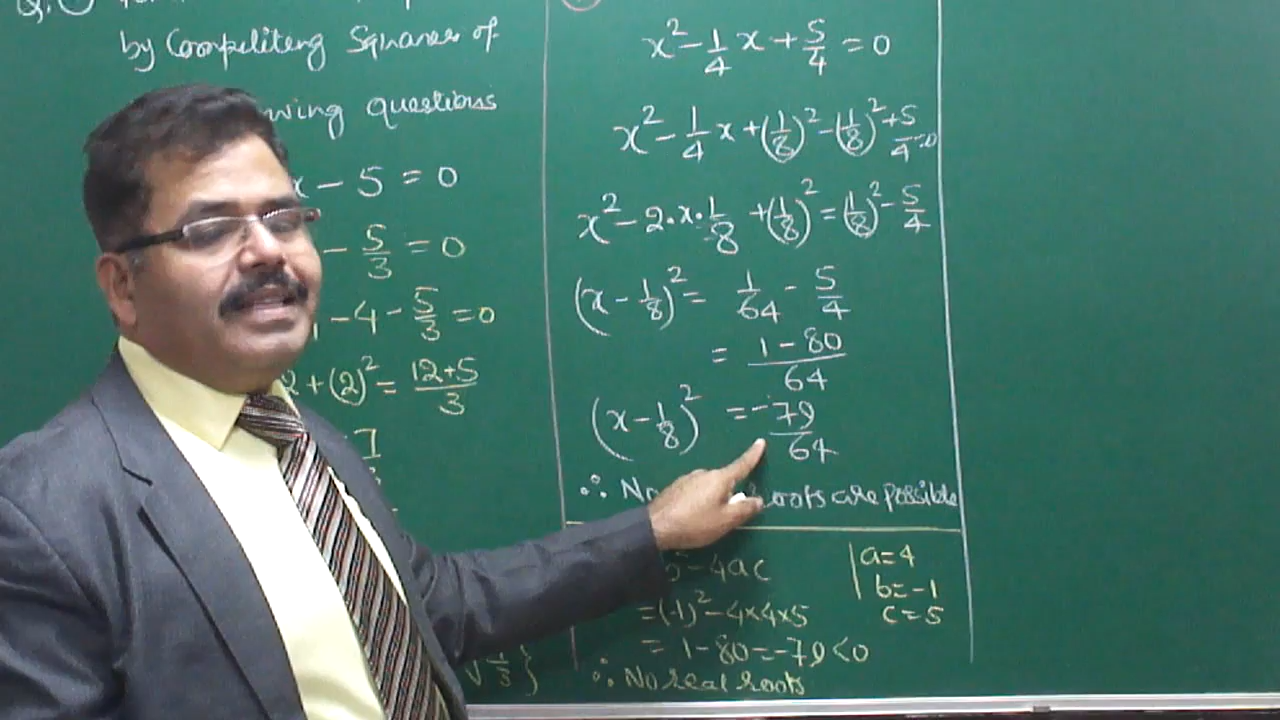 Q.
by Compeliteng Squares of
wing questions
x - 5 = 0
- 5/3 = 0
- 4 - 5/3 = 0
2 + (2)² = (12+5)/3
√
x² - 1/4 x + 5/4 = 0
x² - 1/4 x + (1/8)² - (1/8)² + 5/4 = 0
x² - 2·x·1/8 + (1/8)² = (1/8)² - 5/4
(x - 1/8)² = 1/64 - 5/4
= (1 - 80)/64
(x - 1/8)² = -79/64
∴ No roots are possible
b² - 4ac
= (-1)² - 4×4×5
= 1 - 80 = -79 < 0
∴ No real roots
a = 4
b = -1
c = 5